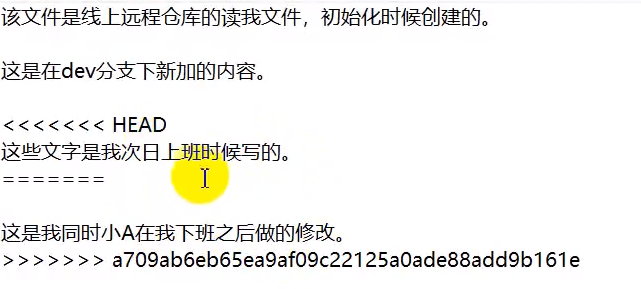 该文件是线上远程仓库的读我文件，初始化时候创建的。
这是在dev分支下新加的内容。
<<<<<<< HEAD
这些文字是我次日上班时候写的。
=======
这是我同时小A在我下班之后做的修改。
>>>>>>> a709ab6eb65ea9af09c22125a0ade88add9b161e